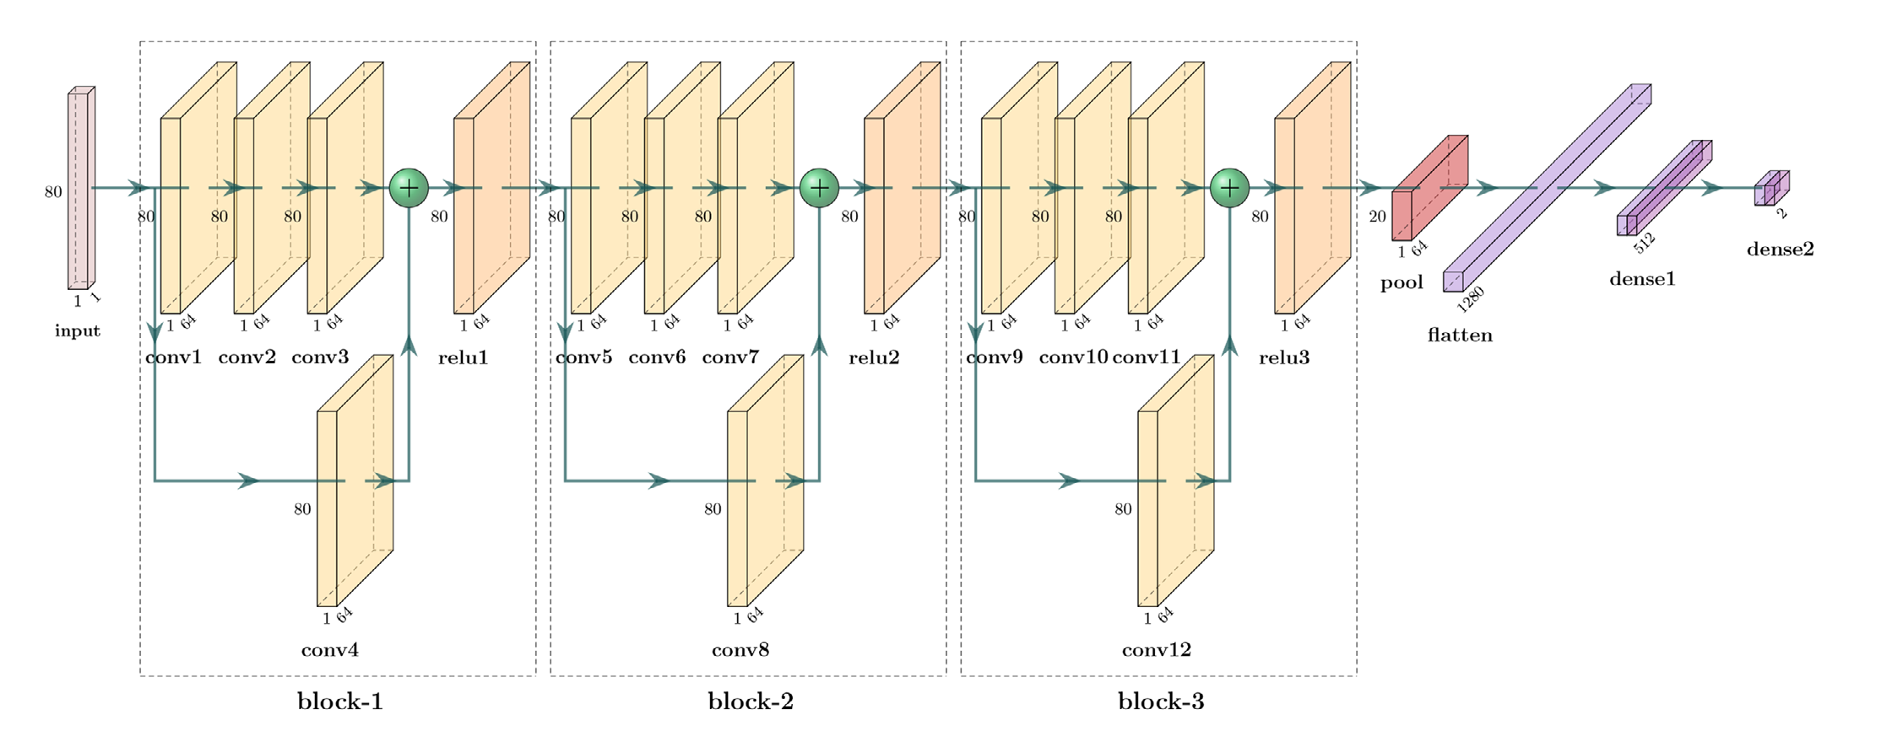 80
1 1
input
80 80 80
1 64 1 64 1 64
conv1 conv2 conv3
+
80
1 64
relu1
80
1 64
conv4
block-1
80 80 80
1 64 1 64 1 64
conv5 conv6 conv7
+
80
1 64
relu2
80
1 64
conv8
block-2
80 80 80
1 64 1 64 1 64
conv9 conv10 conv11
+
80
1 64
relu3
80
1 64
conv12
block-3
20
1 64
pool
1280
flatten
512
dense1
2
dense2